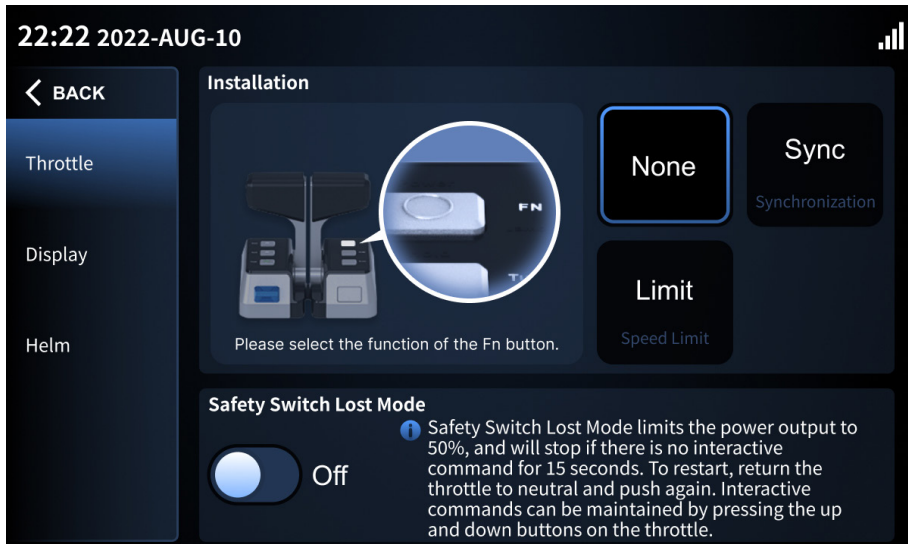 22:22 2022-AUG-10
BACK
Throttle
Display
Helm
Installation
FN
Please select the function of the Fn button.
None
Sync
Synchronization
Limit
Speed Limit
Safety Switch Lost Mode
Off
Safety Switch Lost Mode limits the power output to
50%, and will stop if there is no interactive
command for 15 seconds. To restart, return the
throttle to neutral and push again. Interactive
commands can be maintained by pressing the up
and down buttons on the throttle.